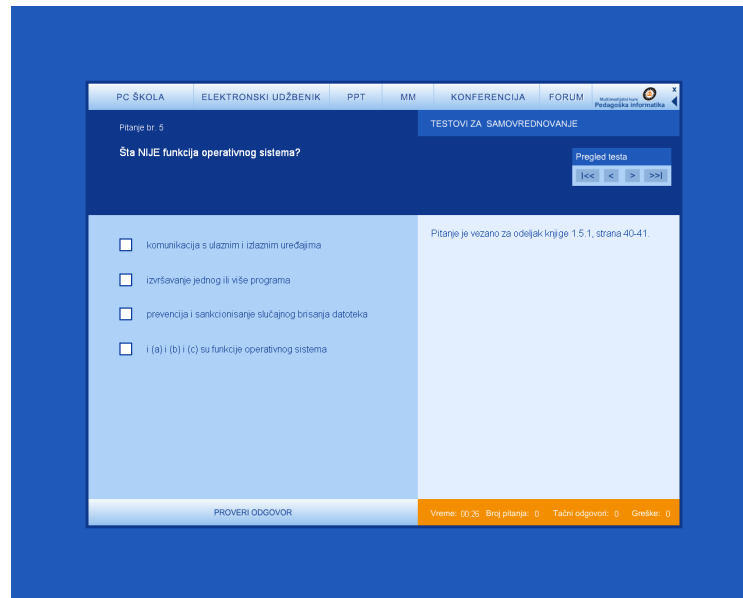 PC ŠKOLA ELEKTRONSKI UDŽBENIK PPT MM KONFERENCIJA FORUM
Multimedijalni kurs
Pedagoška informatika
x
Pitanje br. 5
TESTOVI ZA SAMOVREDNOVANJE
Šta NIJE funkcija operativnog sistema?
Pregled testa
|<< < > >>|
Pitanje je vezano za odeljak knjige 1.5.1, strana 40-41.
komunikacija s ulaznim i izlaznim uređajima
izvršavanje jednog ili više programa
prevencija i sankcionisanje slučajnog brisanja datoteka
i (a) i (b) i (c) su funkcije operativnog sistema
PROVERI ODGOVOR
Vreme: 00:26 Broj pitanja: 0 Tačni odgovori: 0 Greške: 0